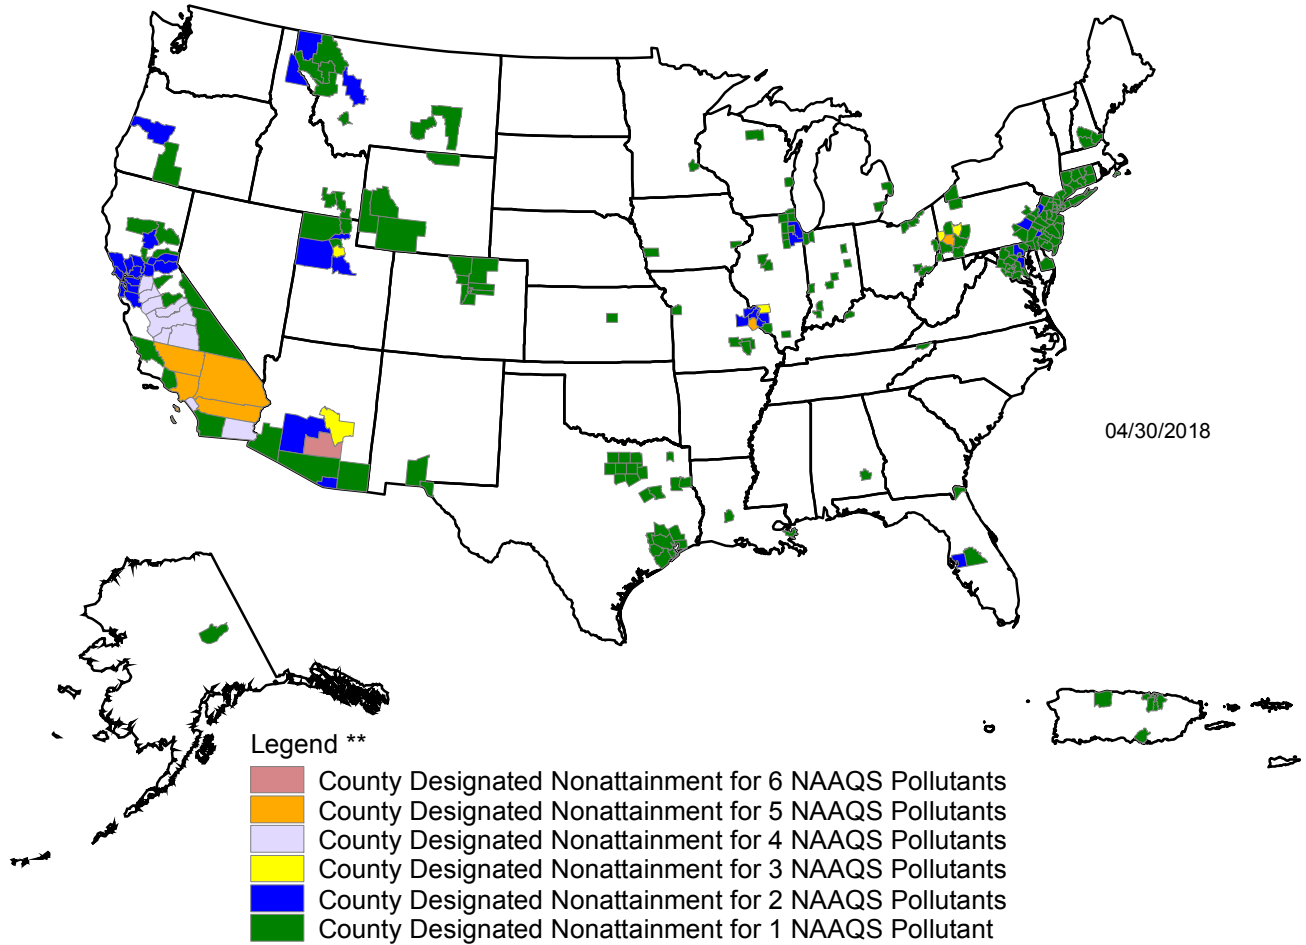 04/30/2018
Legend **
County Designated Nonattainment for 6 NAAQS Pollutants
County Designated Nonattainment for 5 NAAQS Pollutants
County Designated Nonattainment for 4 NAAQS Pollutants
County Designated Nonattainment for 3 NAAQS Pollutants
County Designated Nonattainment for 2 NAAQS Pollutants
County Designated Nonattainment for 1 NAAQS Pollutant